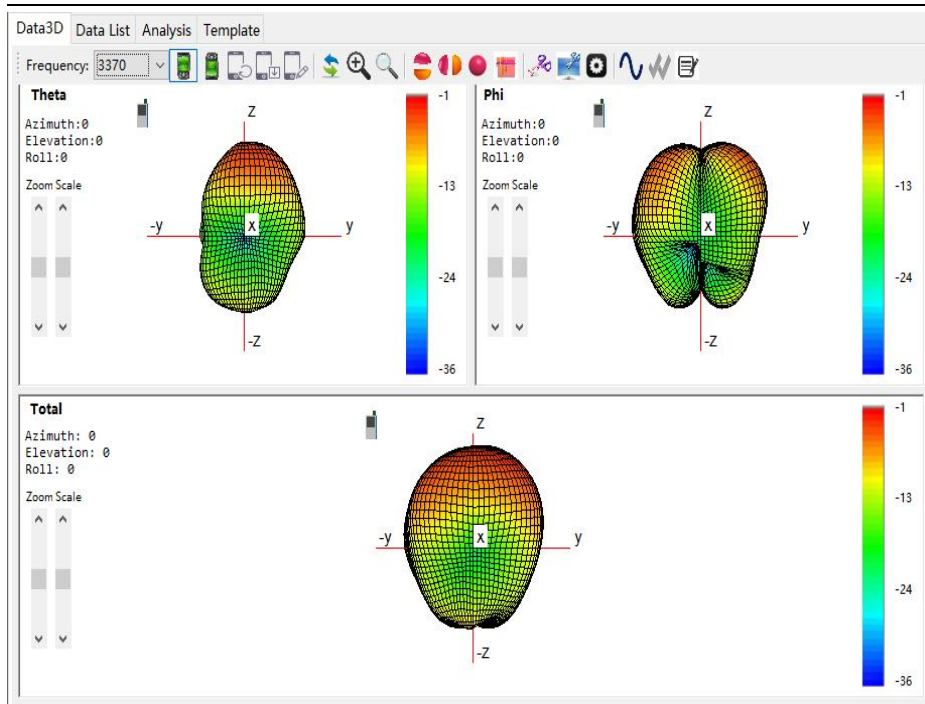 Data3D Data List Analysis Template
Frequency: 3370
Theta
Azimuth:0
Elevation:0
Roll:0
Zoom Scale
Z
-y
x
y
-Z
-1
-13
-24
-36
Phi
Azimuth:0
Elevation:0
Roll:0
Zoom Scale
Z
-y
x
y
-Z
-1
-13
-24
-36
Total
Azimuth: 0
Elevation: 0
Roll: 0
Zoom Scale
Z
-y
x
y
-Z
-1
-13
-24
-36